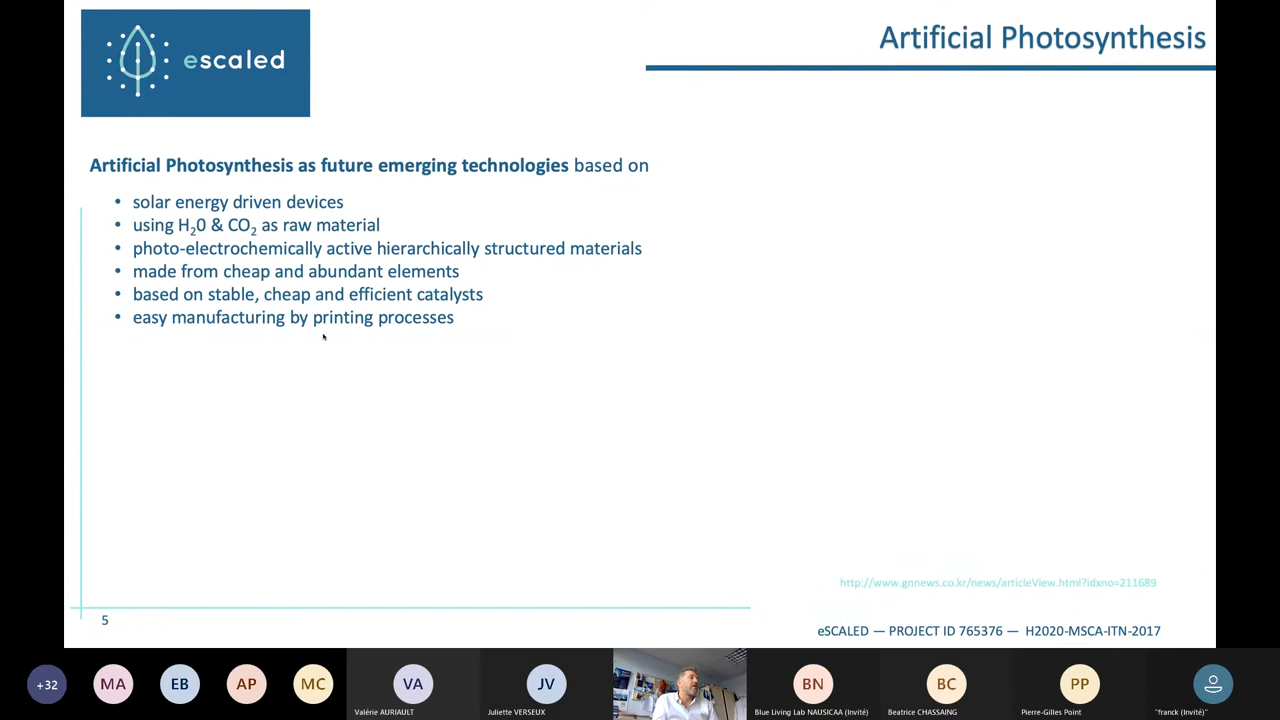 escaled
Artificial Photosynthesis
Artificial Photosynthesis as future emerging technologies based on
• solar energy driven devices
• using H₂0 & CO₂ as raw material
• photo-electrochemically active hierarchically structured materials
• made from cheap and abundant elements
• based on stable, cheap and efficient catalysts
• easy manufacturing by printing processes
http://www.gnnews.co.kr/news/articleView.html?idxno=211689
5
eSCALED — PROJECT ID 765376 — H2020-MSCA-ITN-2017
+32
MA
EB
AP
MC
VA
Valérie AURIAULT
JV
Juliette VERSEUX
BN
Blue Living Lab NAUSICAA (Invité)
BC
Beatrice CHASSAING
PP
Pierre-Gilles Point
"franck (Invité)"